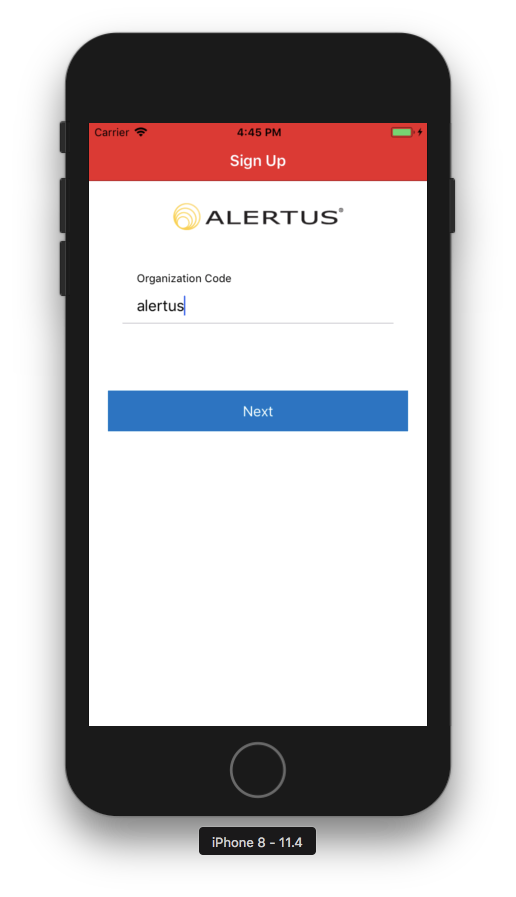 Carrier 4:45 PM
Sign Up
ALERTUS®
Organization Code
alertus
Next
iPhone 8 - 11.4